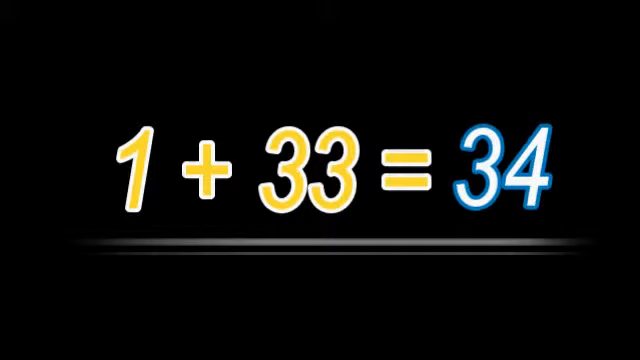 1 + 33 = 34